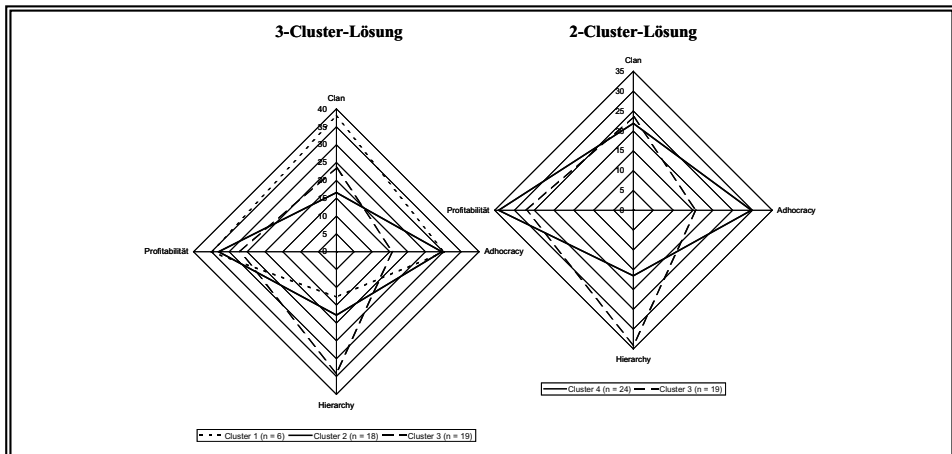 3-Cluster-Lösung
Clan
40
35
30
25
20
15
10
5
0
Profitabilität
Adhocracy
Hierarchy
Cluster 1 (n = 6) Cluster 2 (n = 18) Cluster 3 (n = 19)
2-Cluster-Lösung
Clan
35
30
25
20
15
10
5
0
Profitabilität
Adhocracy
Hierarchy
Cluster 4 (n = 24) Cluster 3 (n = 19)